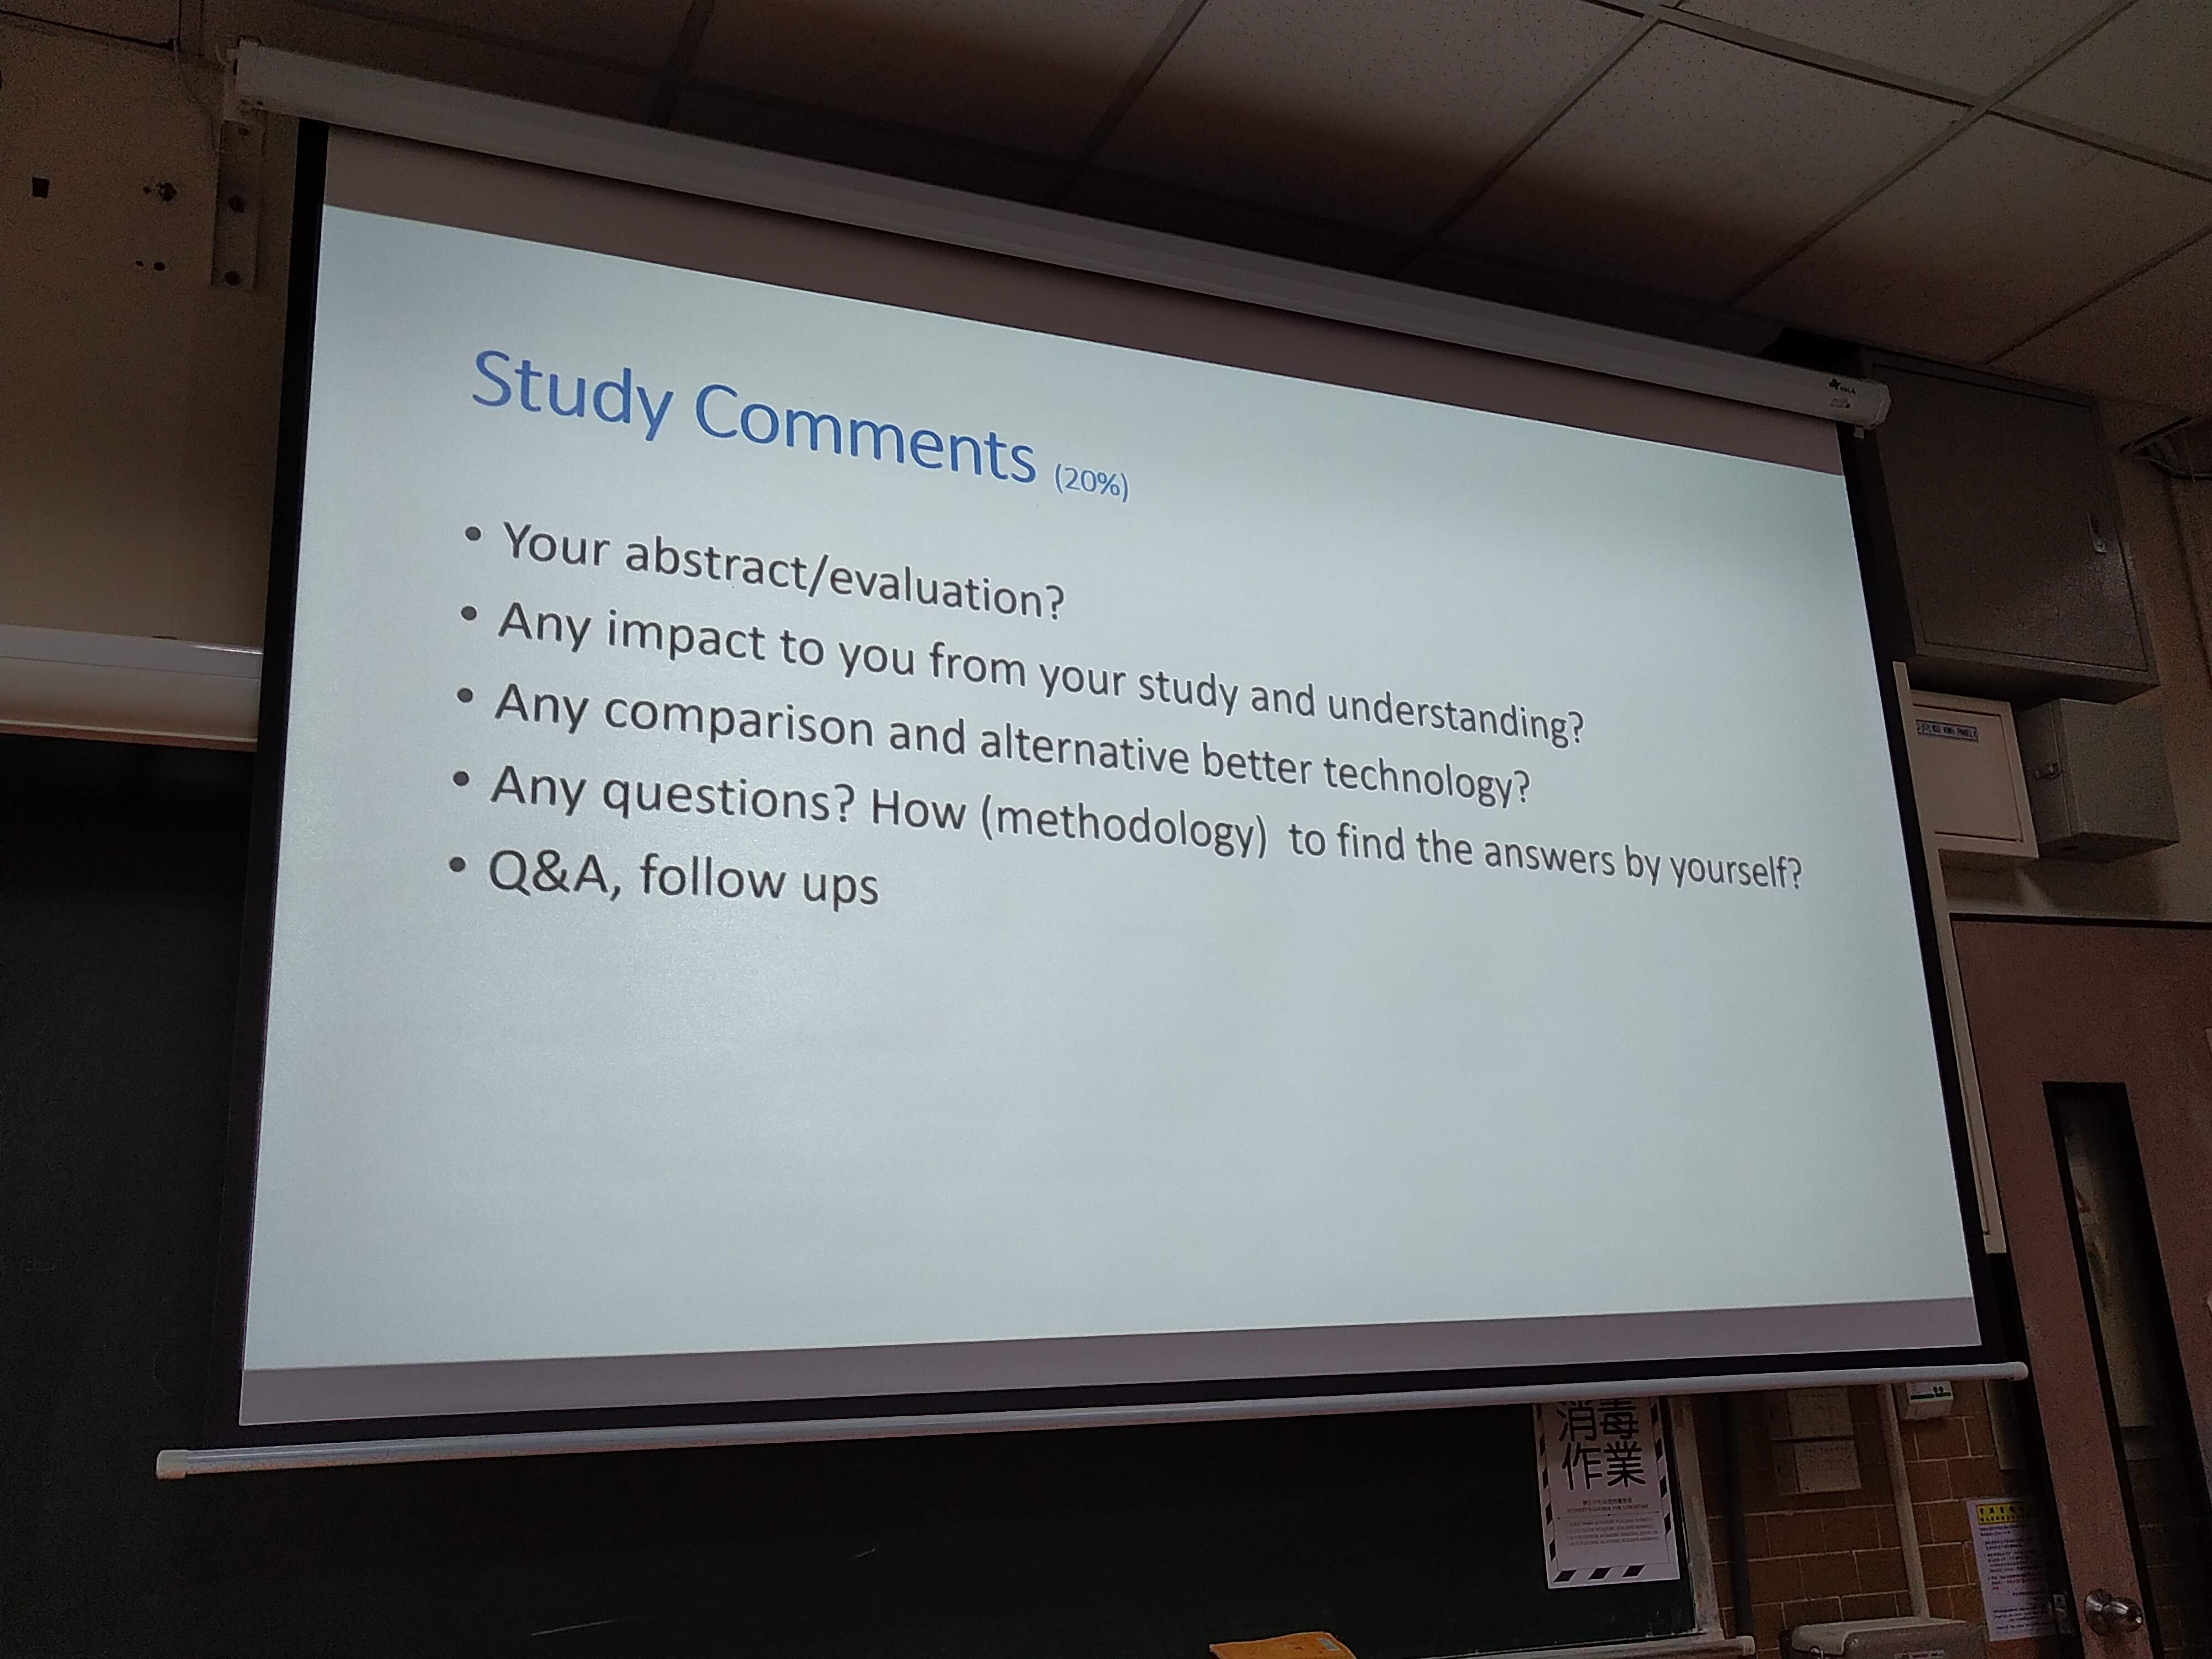 Study Comments (20%)
• Your abstract/evaluation?
• Any impact to you from your study and understanding?
• Any comparison and alternative better technology?
• Any questions? How (methodology) to find the answers by yourself?
• Q&A, follow ups
消毒
作業